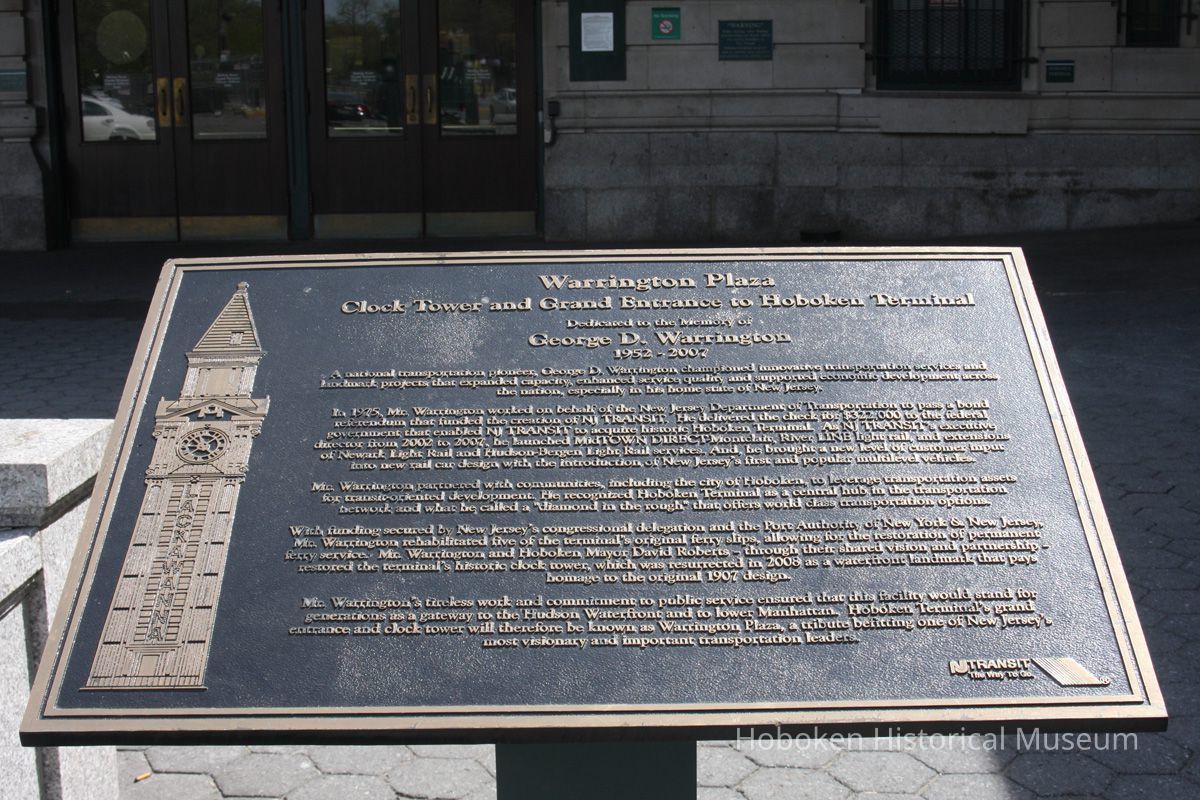 No Smoking
WARNING
Warrington Plaza
Clock Tower and Grand Entrance to Hoboken Terminal
Dedicated to the Memory of
George D. Warrington
1952 - 2007
A national transportation pioneer, George D. Warrington championed innovative transportation services and
landmark projects that expanded capacity, enhanced service quality and supported economic development across
the nation, especially in his home state of New Jersey.
In 1975, Mr. Warrington worked on behalf of the New Jersey Department of Transportation to pass a bond
referendum that funded the creation of NJ TRANSIT. He delivered the check for $322,000 to the federal
government that enabled NJ TRANSIT to acquire historic Hoboken Terminal. As NJ TRANSIT's executive
director from 2002 to 2007, he launched MidTOWN DIRECT-Montclair, River LINE light rail, and extensions
of Newark Light Rail and Hudson-Bergen Light Rail services. And, he brought a new level of customer input
into new rail car design with the introduction of New Jersey's first and popular multilevel vehicles.
Mr. Warrington partnered with communities, including the city of Hoboken, to leverage transportation assets
for transit-oriented development. He recognized Hoboken Terminal as a central hub in the transportation
network and what he called a "diamond in the rough" that offers world class transportation options.
With funding secured by New Jersey's congressional delegation and the Port Authority of New York & New Jersey,
Mr. Warrington rehabilitated five of the terminal's original ferry slips, allowing for the restoration of permanent
ferry service. Mr. Warrington and Hoboken Mayor David Roberts - through their shared vision and partnership -
restored the terminal's historic clock tower, which was resurrected in 2008 as a waterfront landmark that pays
homage to the original 1907 design.
Mr. Warrington's tireless work and commitment to public service ensured that this facility would stand for
generations as a gateway to the Hudson Waterfront and to lower Manhattan. Hoboken Terminal's grand
entrance and clock tower will therefore be known as Warrington Plaza, a tribute befitting one of New Jersey's
most visionary and important transportation leaders.
LACKAWANNA
NJ TRANSIT
The Way To Go.
Hoboken Historical Museum